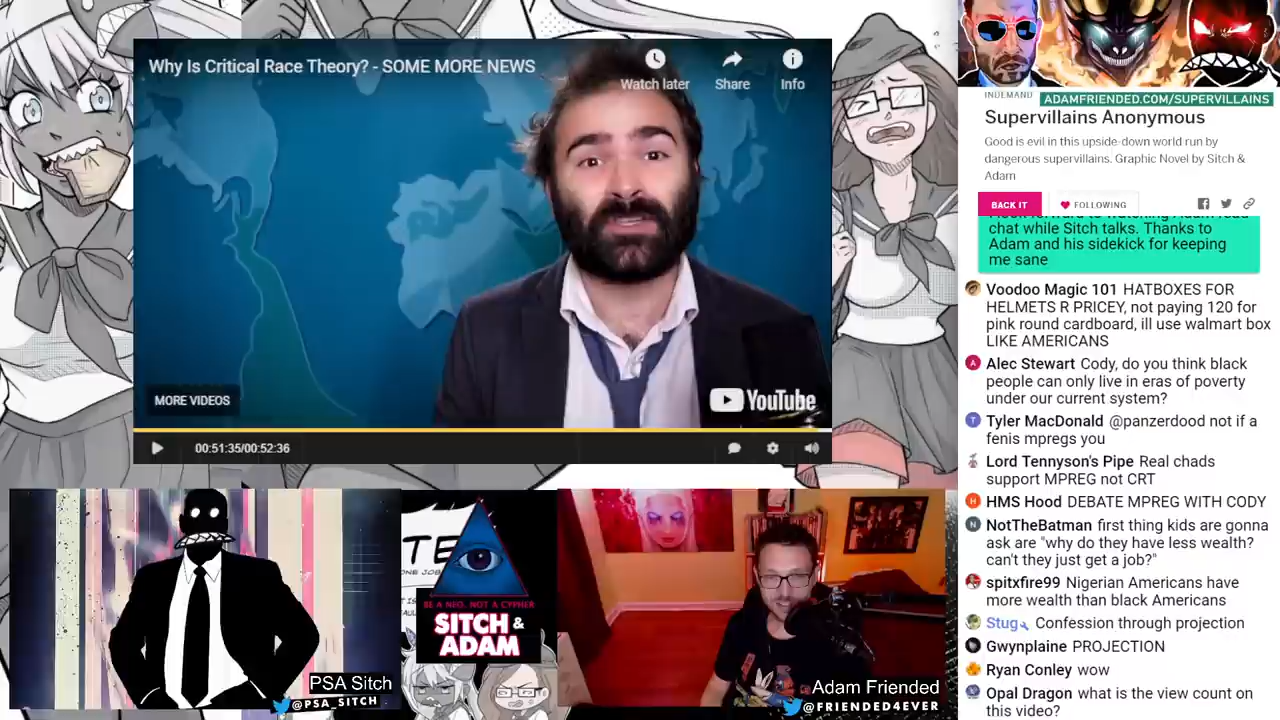 Why Is Critical Race Theory? - SOME MORE NEWS
Watch later
Share
Info
MORE VIDEOS
YouTube
00:51:35/00:52:36
PSA Sitch
@PSA_SITCH
BE A NEO, NOT A CYPHER
SITCH &
ADAM
Adam Friended
@FRIENDED4EVER
INDEMAND
ADAMFRIENDED.COM/SUPERVILLAINS
Supervillains Anonymous
Good is evil in this upside-down world run by
dangerous supervillains. Graphic Novel by Sitch &
Adam
BACK IT
FOLLOWING
chat while Sitch talks. Thanks to
Adam and his sidekick for keeping
me sane
Voodoo Magic 101 HATBOXES FOR
HELMETS R PRICEY, not paying 120 for
pink round cardboard, ill use walmart box
LIKE AMERICANS
Alec Stewart Cody, do you think black
people can only live in eras of poverty
under our current system?
Tyler MacDonald @panzerdood not if a
fenis mpregs you
Lord Tennyson's Pipe Real chads
support MPREG not CRT
HMS Hood DEBATE MPREG WITH CODY
NotTheBatman first thing kids are gonna
ask are "why do they have less wealth?
can't they just get a job?"
spitxfire99 Nigerian Americans have
more wealth than black Americans
Stug Confession through projection
Gwynplaine PROJECTION
Ryan Conley wow
Opal Dragon what is the view count on
this video?